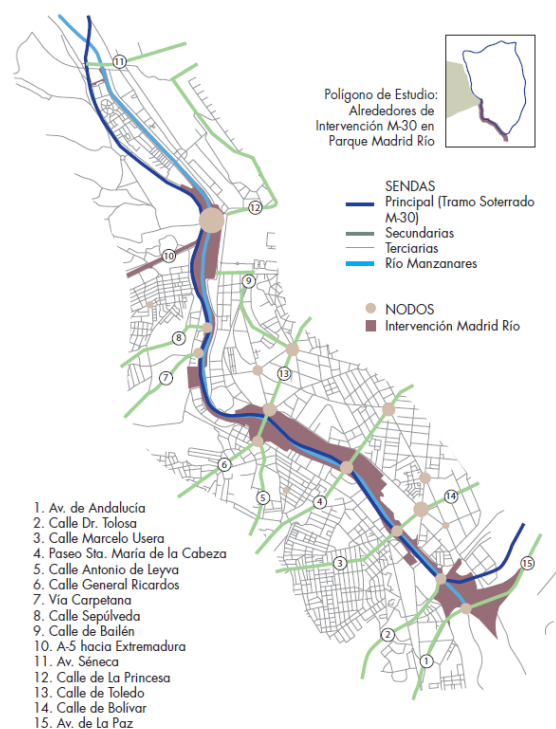 Polígono de Estudio:
Alrededores de
Intervención M-30 en
Parque Madrid Río
SENDAS
Principal (Tramo Soterrado
M-30)
Secundarias
Terciarias
Río Manzanares
NODOS
Intervención Madrid Río
11
12
10
9
8
13
7
6
5
4
14
3
15
2
1
1. Av. de Andalucía
2. Calle Dr. Tolosa
3. Calle Marcelo Usera
4. Paseo Sta. María de la Cabeza
5. Calle Antonio de Leyva
6. Calle General Ricardos
7. Vía Carpetana
8. Calle Sepúlveda
9. Calle de Bailén
10. A-5 hacia Extremadura
11. Av. Séneca
12. Calle de La Princesa
13. Calle de Toledo
14. Calle de Bolívar
15. Av. de La Paz